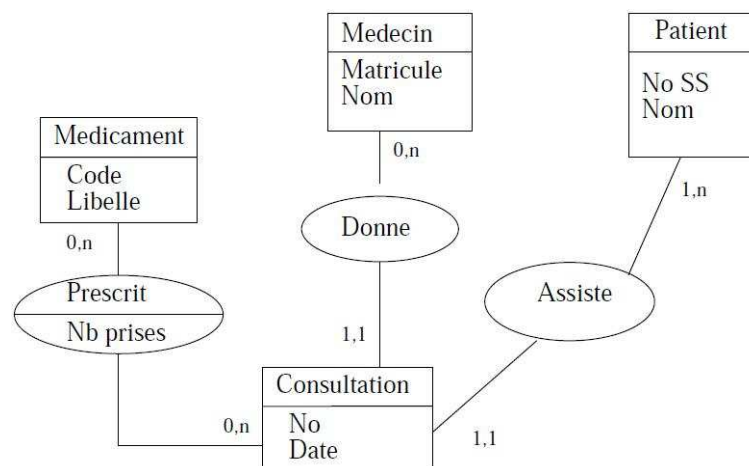 Medecin
Matricule
Nom
Patient
No SS
Nom
Medicament
Code
Libelle
0,n
0,n
1,n
Donne
Prescrit
Nb prises
Assiste
1,1
Consultation
No
Date
0,n
1,1